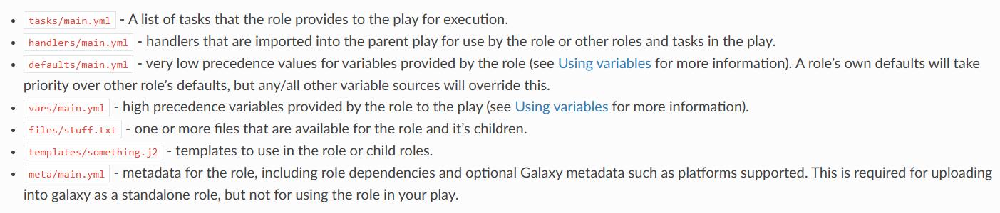 • tasks/main.yml - A list of tasks that the role provides to the play for execution.
• handlers/main.yml - handlers that are imported into the parent play for use by the role or other roles and tasks in the play.
• defaults/main.yml - very low precedence values for variables provided by the role (see Using variables for more information). A role’s own defaults will take
priority over other role’s defaults, but any/all other variable sources will override this.
• vars/main.yml - high precedence variables provided by the role to the play (see Using variables for more information).
• files/stuff.txt - one or more files that are available for the role and it’s children.
• templates/something.j2 - templates to use in the role or child roles.
• meta/main.yml - metadata for the role, including role dependencies and optional Galaxy metadata such as platforms supported. This is required for uploading
into galaxy as a standalone role, but not for using the role in your play.